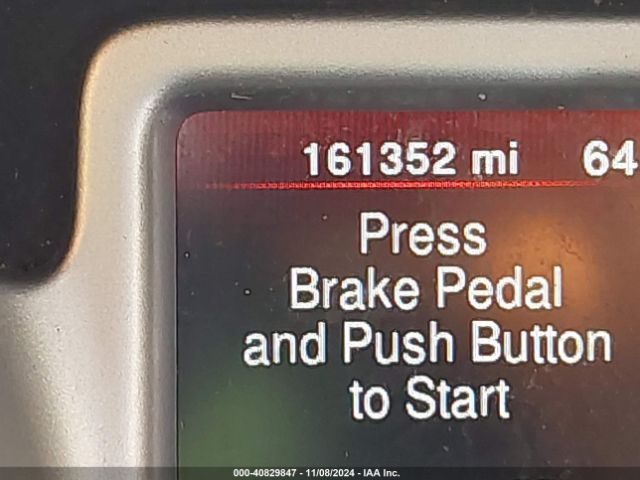 161352 mi 64
Press
Brake Pedal
and Push Button
to Start
000-40829847 - 11/08/2024 - IAA Inc.